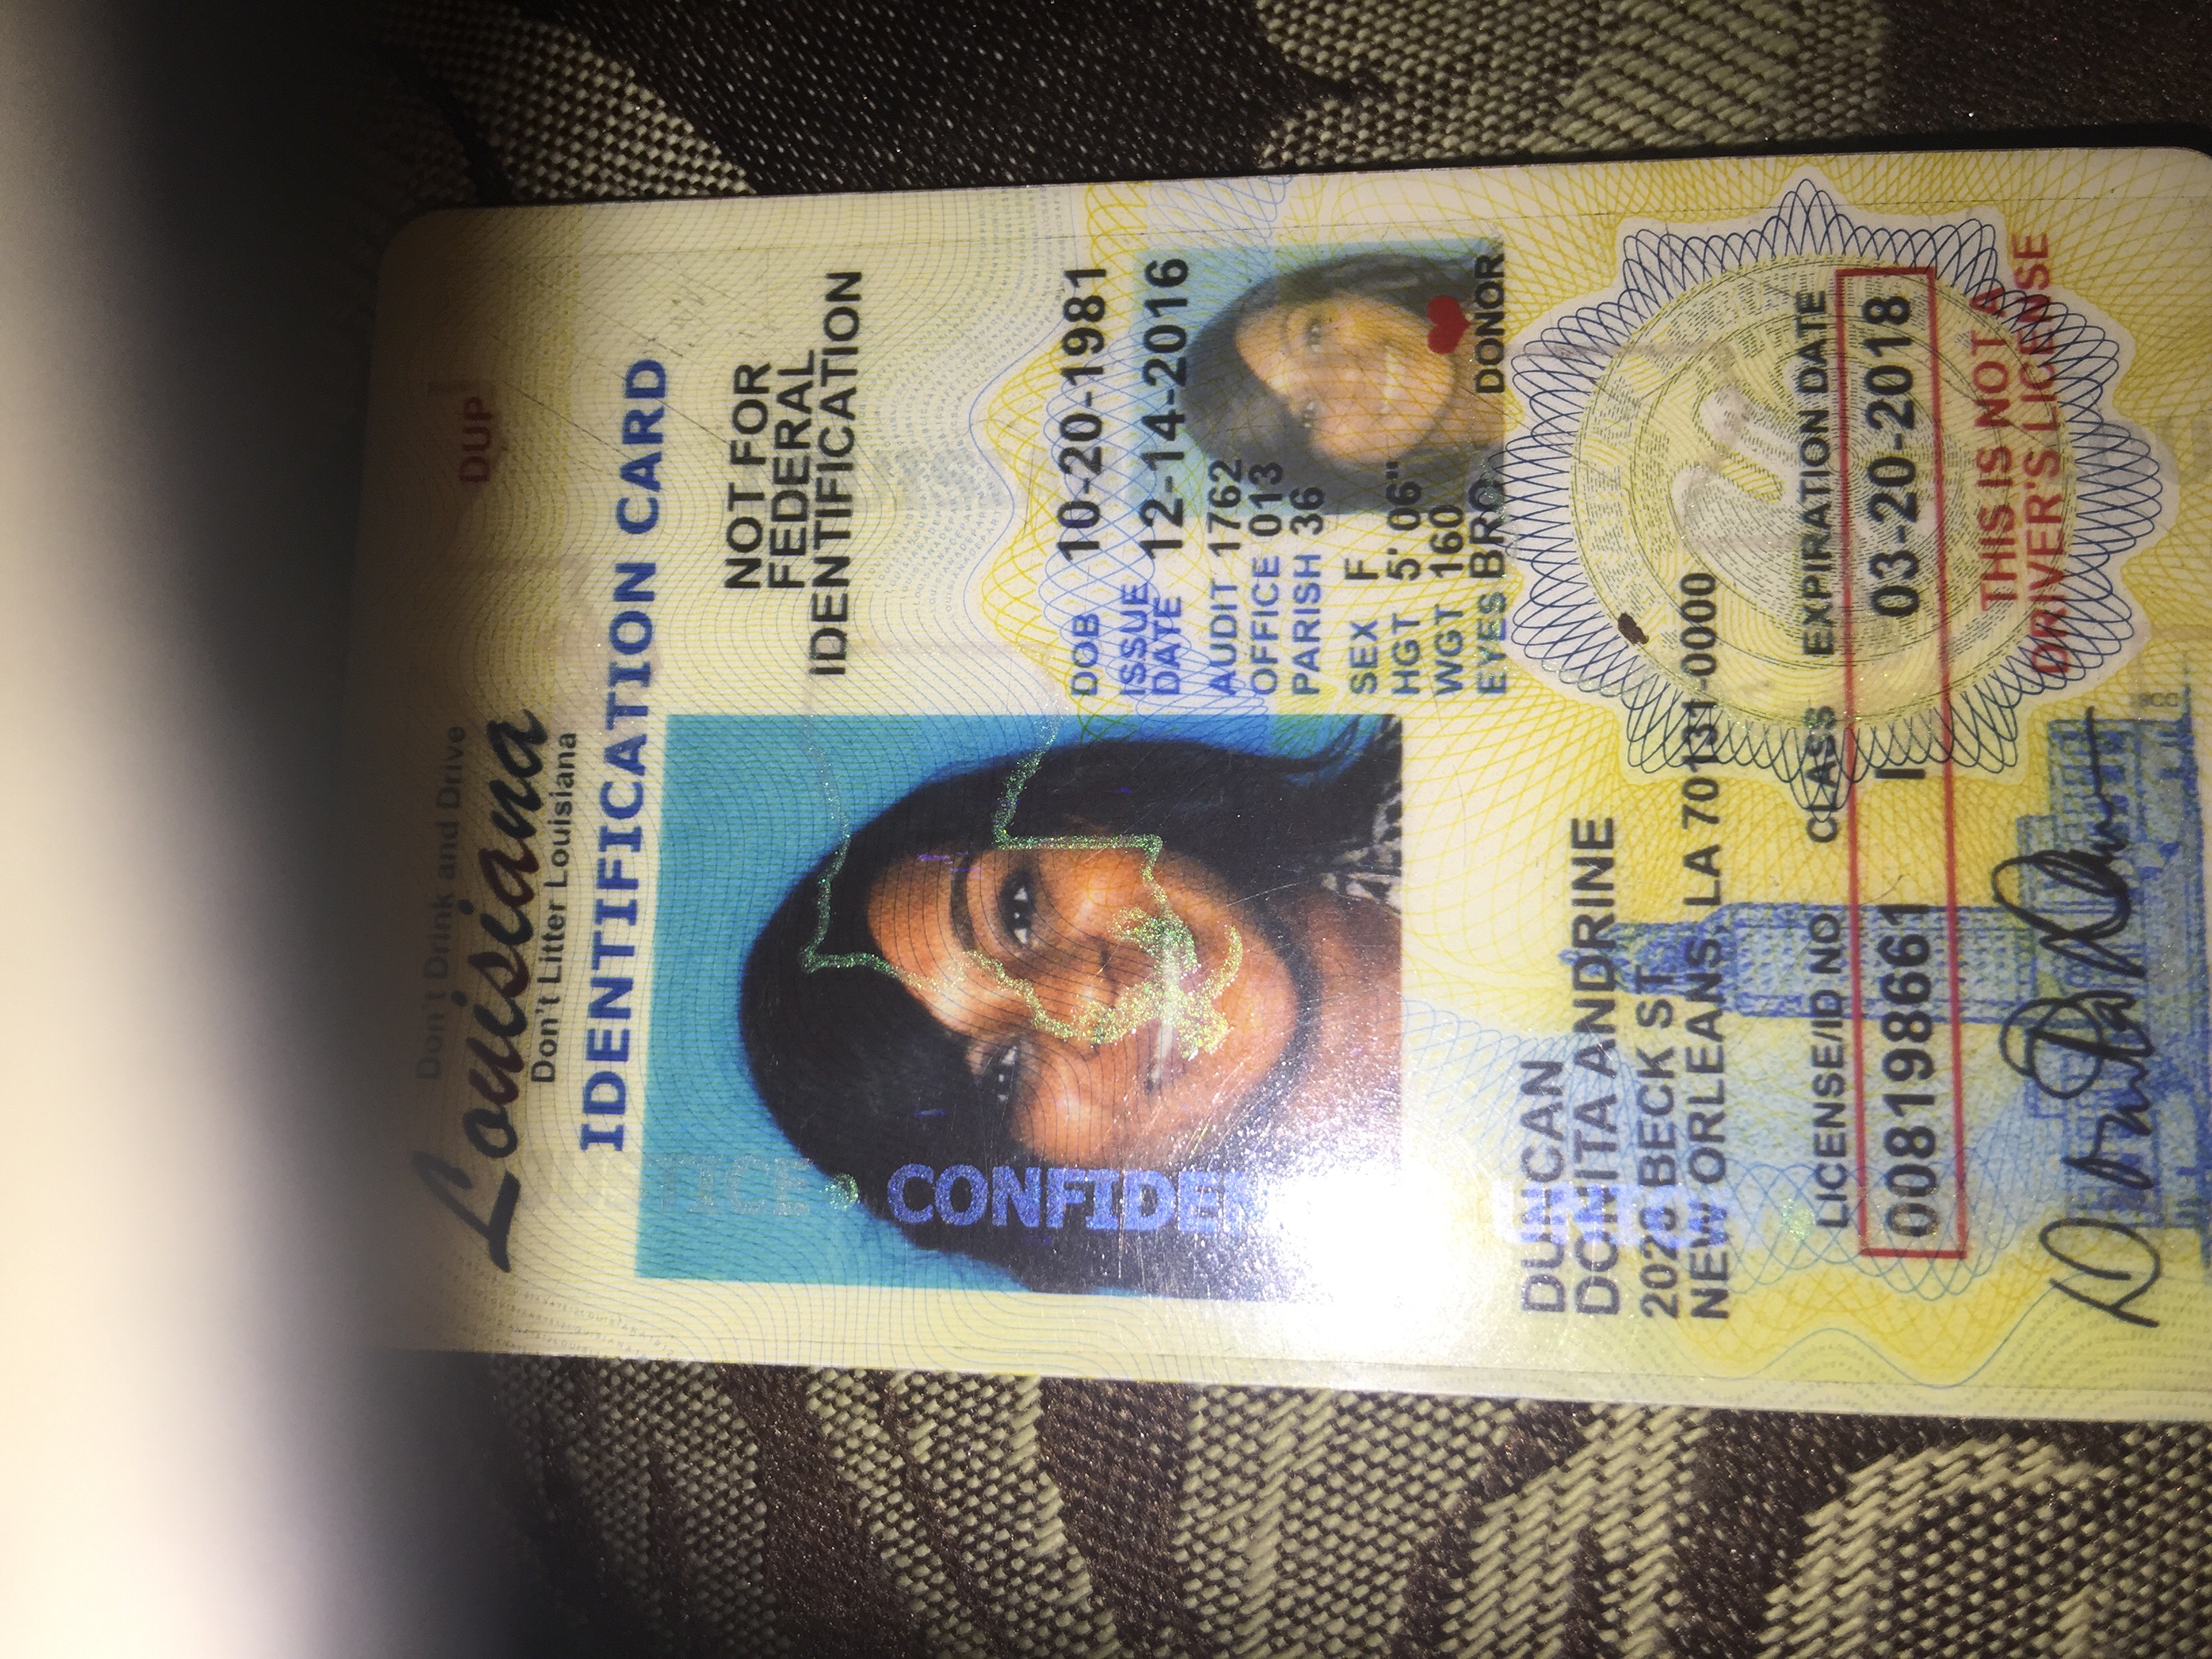 Don't Drink and Drive
Louisiana
Don't Litter Louisiana
DUP
IDENTIFICATION CARD
NOT FOR
FEDERAL
IDENTIFICATION
DOB 10-20-1981
ISSUE
DATE 12-14-2016
AUDIT 1762
OFFICE 013
PARISH 36
SEX F
HGT 5' 06"
WGT 160
EYES BRO
DONOR
DUNCAN
DONITA ANDRINE
BECK ST
NEW ORLEANS, LA 70131-0000
LICENSE/ID NO CLASS EXPIRATION DATE
008198661 I 03-20-2018
THIS IS NOT A
DRIVER'S LICENSE